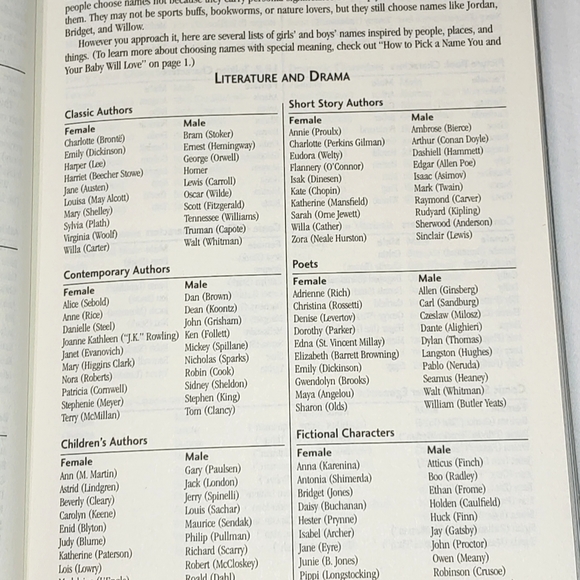 people choose names not because they carry
them. They may not be sports buffs, bookworms, or nature lovers, but they still choose names like Jordan,
Bridget, and Willow.
However you approach it, here are several lists of girls' and boys' names inspired by people, places, and
things. (To learn more about choosing names with special meaning, check out "How to Pick a Name You and
Your Baby Will Love" on page 1.)
LITERATURE AND DRAMA
Classic Authors
Female
Charlotte (Brontë)
Emily (Dickinson)
Harper (Lee)
Harriet (Beecher Stowe)
Jane (Austen)
Louisa (May Alcott)
Mary (Shelley)
Sylvia (Plath)
Virginia (Woolf)
Willa (Carter)
Male
Bram (Stoker)
Ernest (Hemingway)
George (Orwell)
Homer
Lewis (Carroll)
Oscar (Wilde)
Scott (Fitzgerald)
Tennessee (Williams)
Truman (Capote)
Walt (Whitman)
Short Story Authors
Female
Annie (Proulx)
Charlotte (Perkins Gilman)
Eudora (Welty)
Flannery (O'Connor)
Isak (Dinesen)
Kate (Chopin)
Katherine (Mansfield)
Sarah (Orne Jewett)
Willa (Cather)
Zora (Neale Hurston)
Male
Ambrose (Bierce)
Arthur (Conan Doyle)
Dashiell (Hammett)
Edgar (Allen Poe)
Isaac (Asimov)
Mark (Twain)
Raymond (Carver)
Rudyard (Kipling)
Sherwood (Anderson)
Sinclair (Lewis)
Contemporary Authors
Female
Alice (Sebold)
Anne (Rice)
Danielle (Steel)
Joanne Kathleen ("J.K." Rowling)
Janet (Evanovich)
Mary (Higgins Clark)
Nora (Roberts)
Patricia (Cornwell)
Stephenie (Meyer)
Terry (McMillan)
Male
Dan (Brown)
Dean (Koontz)
John (Grisham)
Ken (Follett)
Mickey (Spillane)
Nicholas (Sparks)
Robin (Cook)
Sidney (Sheldon)
Stephen (King)
Tom (Clancy)
Poets
Female
Adrienne (Rich)
Christina (Rossetti)
Denise (Levertov)
Dorothy (Parker)
Edna (St. Vincent Millay)
Elizabeth (Barrett Browning)
Emily (Dickinson)
Gwendolyn (Brooks)
Maya (Angelou)
Sharon (Olds)
Male
Allen (Ginsberg)
Carl (Sandburg)
Czeslaw (Milosz)
Dante (Alighieri)
Dylan (Thomas)
Langston (Hughes)
Pablo (Neruda)
Seamus (Heaney)
Walt (Whitman)
William (Butler Yeats)
Children's Authors
Female
Ann (M. Martin)
Astrid (Lindgren)
Beverly (Cleary)
Carolyn (Keene)
Enid (Blyton)
Judy (Blume)
Katherine (Paterson)
Lois (Lowry)
Male
Gary (Paulsen)
Jack (London)
Jerry (Spinelli)
Louis (Sachar)
Maurice (Sendak)
Philip (Pullman)
Richard (Scarry)
Robert (McCloskey)
Roald (Dahl)
Fictional Characters
Female
Anna (Karenina)
Antonia (Shimerda)
Bridget (Jones)
Daisy (Buchanan)
Hester (Prynne)
Isabel (Archer)
Jane (Eyre)
Junie (B. Jones)
Pippi (Longstocking)
Male
Atticus (Finch)
Boo (Radley)
Ethan (Frome)
Holden (Caulfield)
Huck (Finn)
Jay (Gatsby)
John (Proctor)
Owen (Meany)
Robinson (Crusoe)